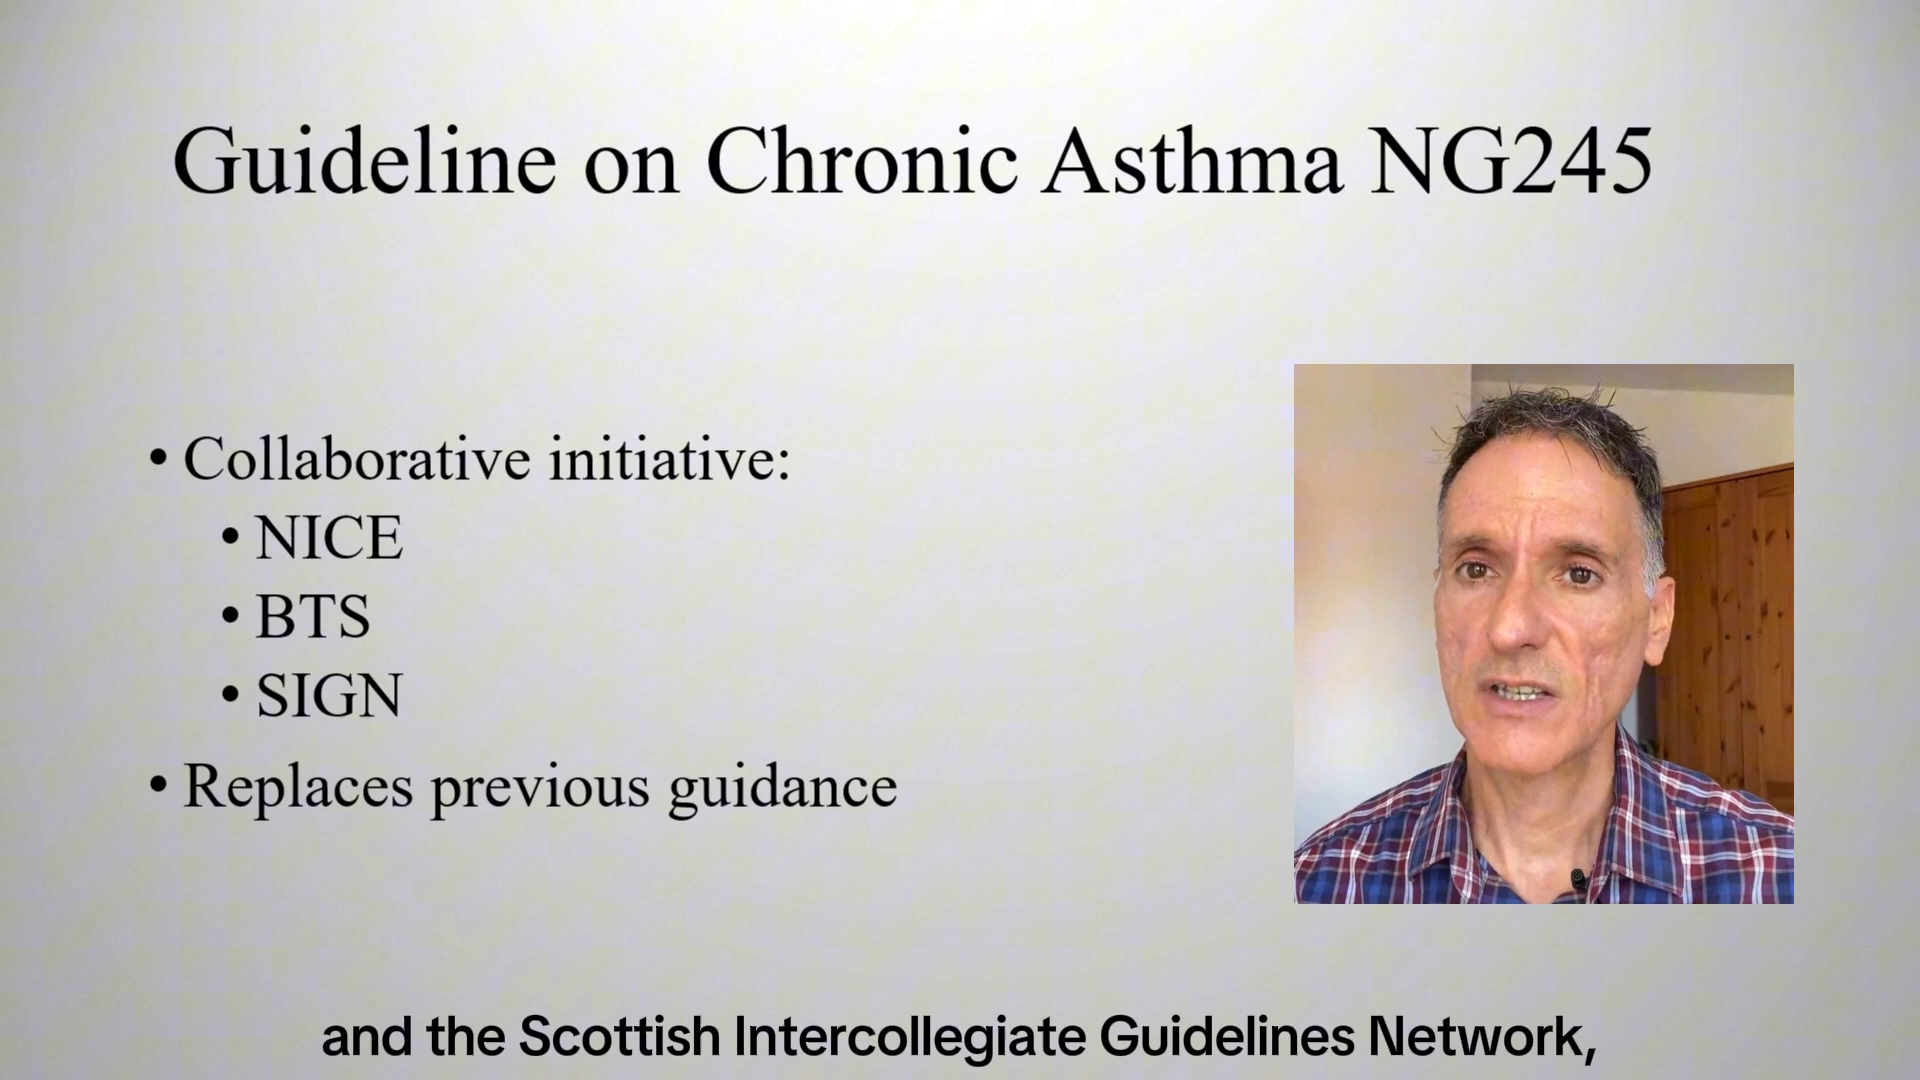 Guideline on Chronic Asthma NG245
• Collaborative initiative:
• NICE
• BTS
• SIGN
• Replaces previous guidance
and the Scottish Intercollegiate Guidelines Network,